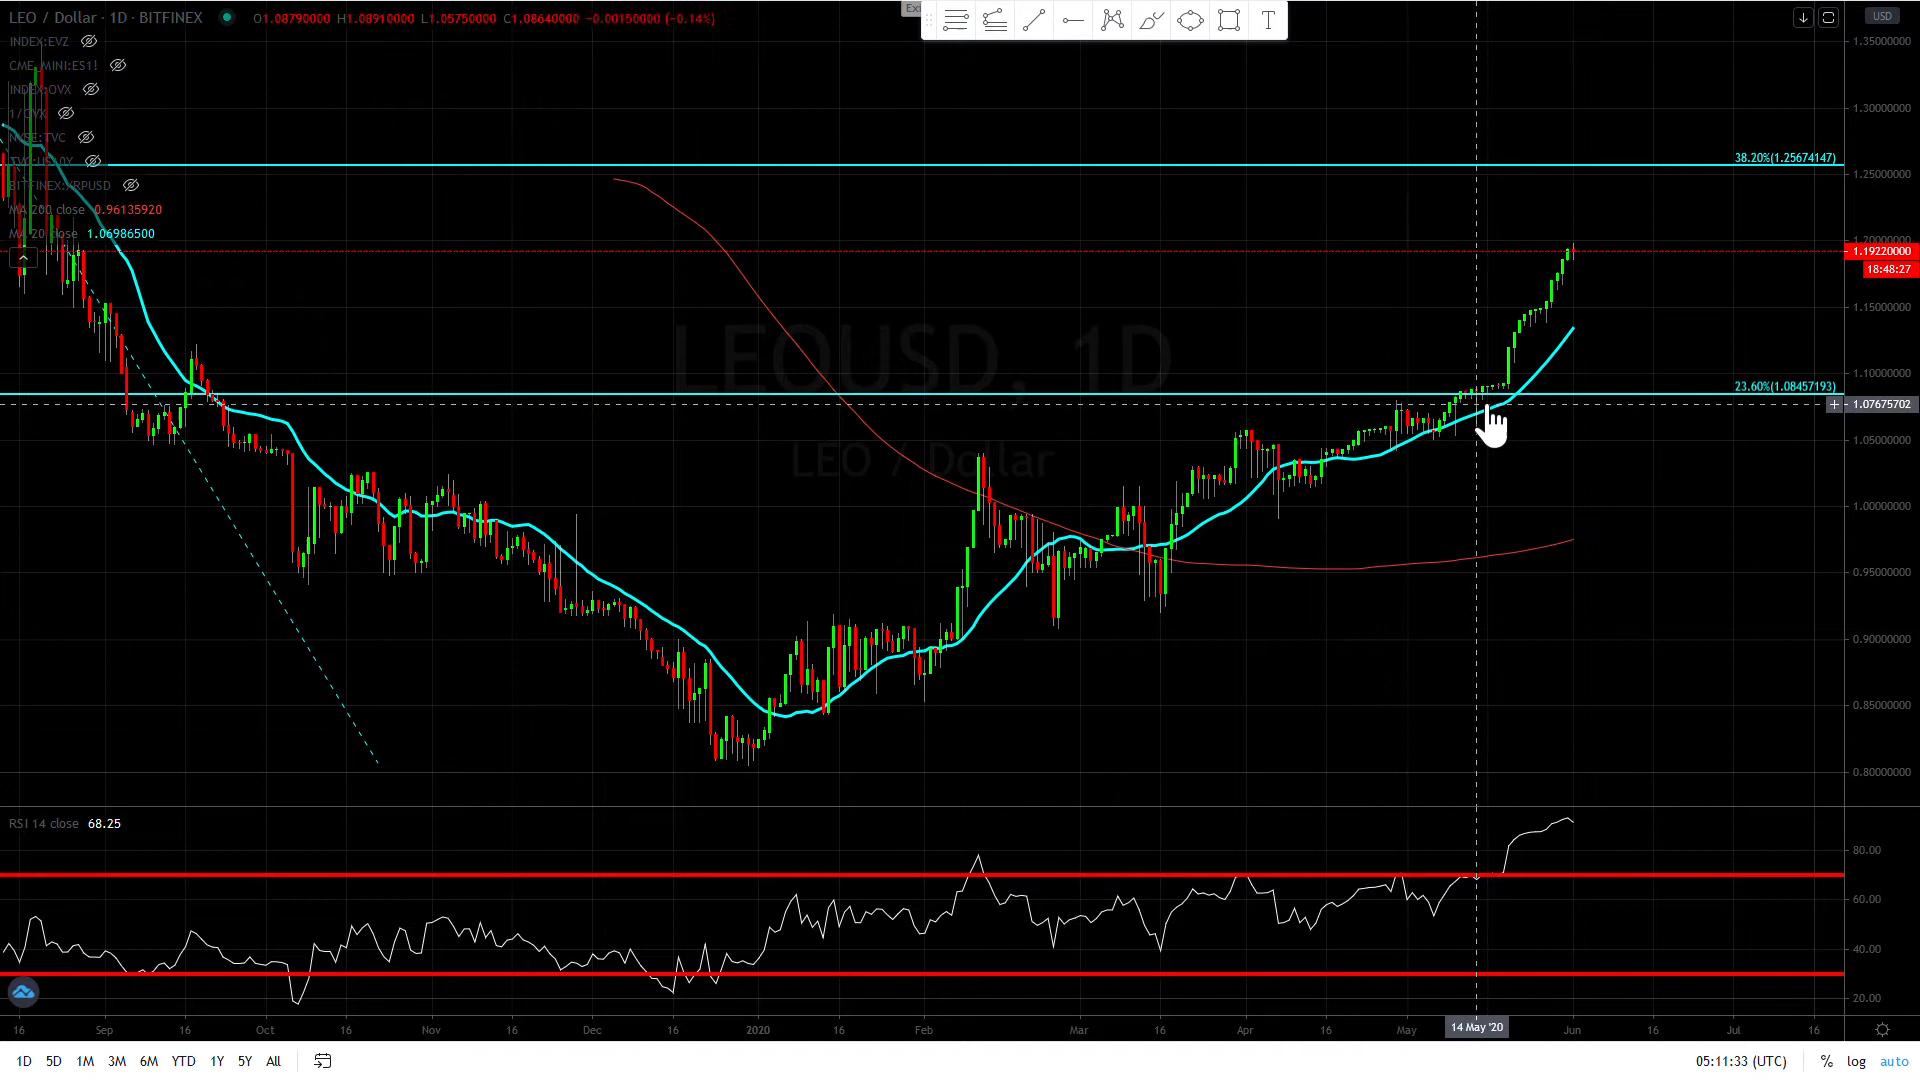 LEO / Dollar · 1D · BITFINEX O1.08790000 H1.08910000 L1.05750000 C1.08640000 −0.00150000 (−0.14%)
T
USD
INDEX:EVZ
CME_MINI:ES1!
INDEX:OVX
NYSE:TVC
BITFINEX:XRPUSD
MA 200 close 0.96135920
MA 20 close 1.06986500
38.20%(1.25674147)
23.60%(1.08457193)
LEOUSD, 1D
LEO / Dollar
1.35000000
1.30000000
1.25000000
1.20000000
1.19220000
18:48:27
1.15000000
1.10000000
1.07675702
1.05000000
1.00000000
0.95000000
0.90000000
0.85000000
0.80000000
RSI 14 close 68.25
80.00
60.00
40.00
20.00
16 Sep 16 Oct 16 Nov 16 Dec 16 2020 16 Feb Mar 16 Apr 16 May 14 May '20 Jun 16 Jul 16
1D 5D 1M 3M 6M YTD 1Y 5Y All 05:11:33 (UTC) % log auto